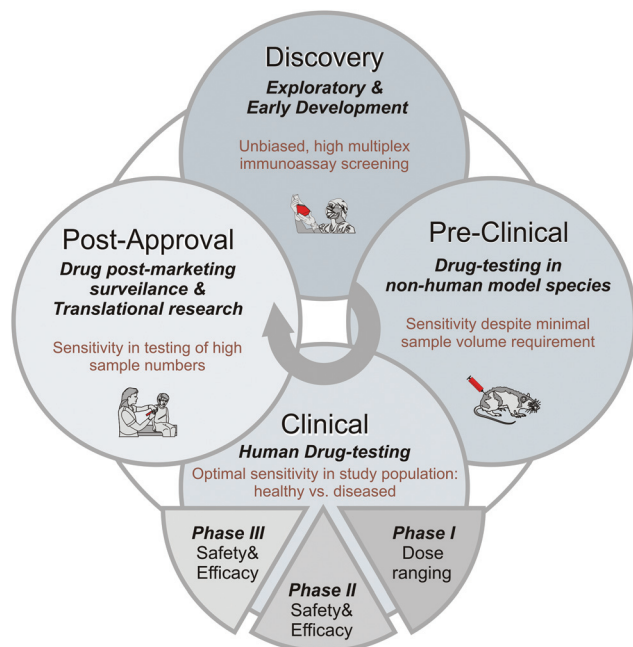 Discovery
Exploratory &
Early Development
Unbiased, high multiplex
immunoassay screening
Post-Approval
Drug post-marketing
surveilance &
Translational research
Sensitivity in testing of high
sample numbers
Pre-Clinical
Drug-testing in
non-human model species
Sensitivity despite minimal
sample volume requirement
Clinical
Human Drug-testing
Optimal sensitivity in study population:
healthy vs. diseased
Phase III
Safety&
Efficacy
Phase II
Safety&
Efficacy
Phase I
Dose
ranging